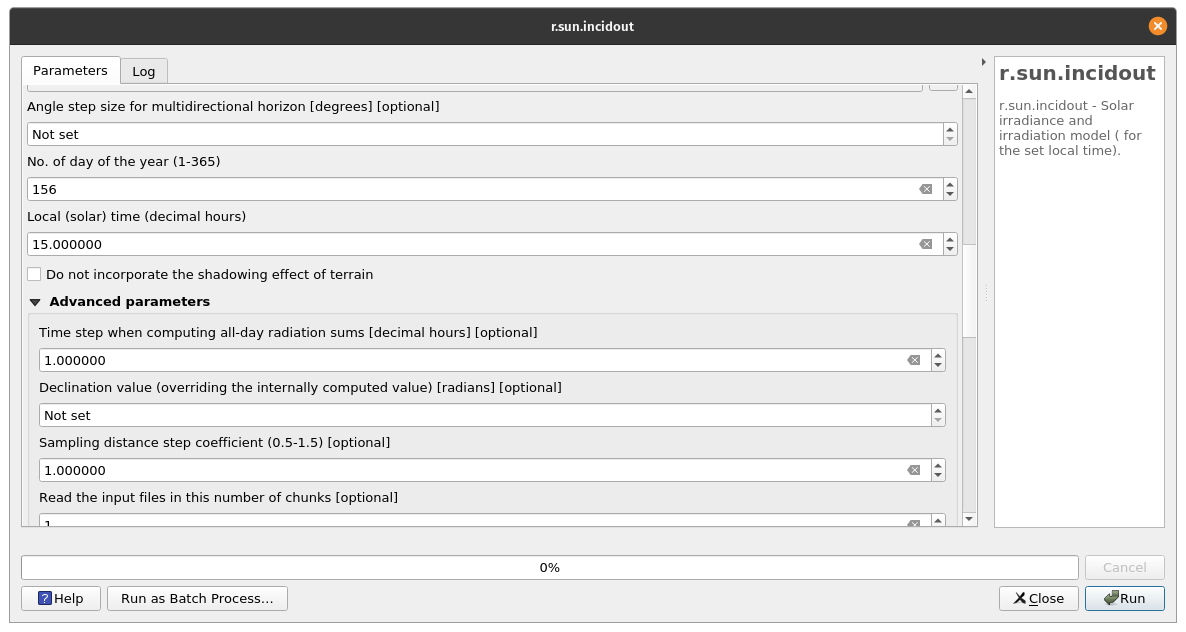 r.sun.incidout
Parameters
Log
Angle step size for multidirectional horizon [degrees] [optional]
Not set
No. of day of the year (1-365)
156
Local (solar) time (decimal hours)
15.000000
Do not incorporate the shadowing effect of terrain
Advanced parameters
Time step when computing all-day radiation sums [decimal hours] [optional]
1.000000
Declination value (overriding the internally computed value) [radians] [optional]
Not set
Sampling distance step coefficient (0.5-1.5) [optional]
1.000000
Read the input files in this number of chunks [optional]
1
r.sun.incidout
r.sun.incidout - Solar
irradiance and
irradiation model ( for
the set local time).
0%
Cancel
Help
Run as Batch Process...
Close
Run